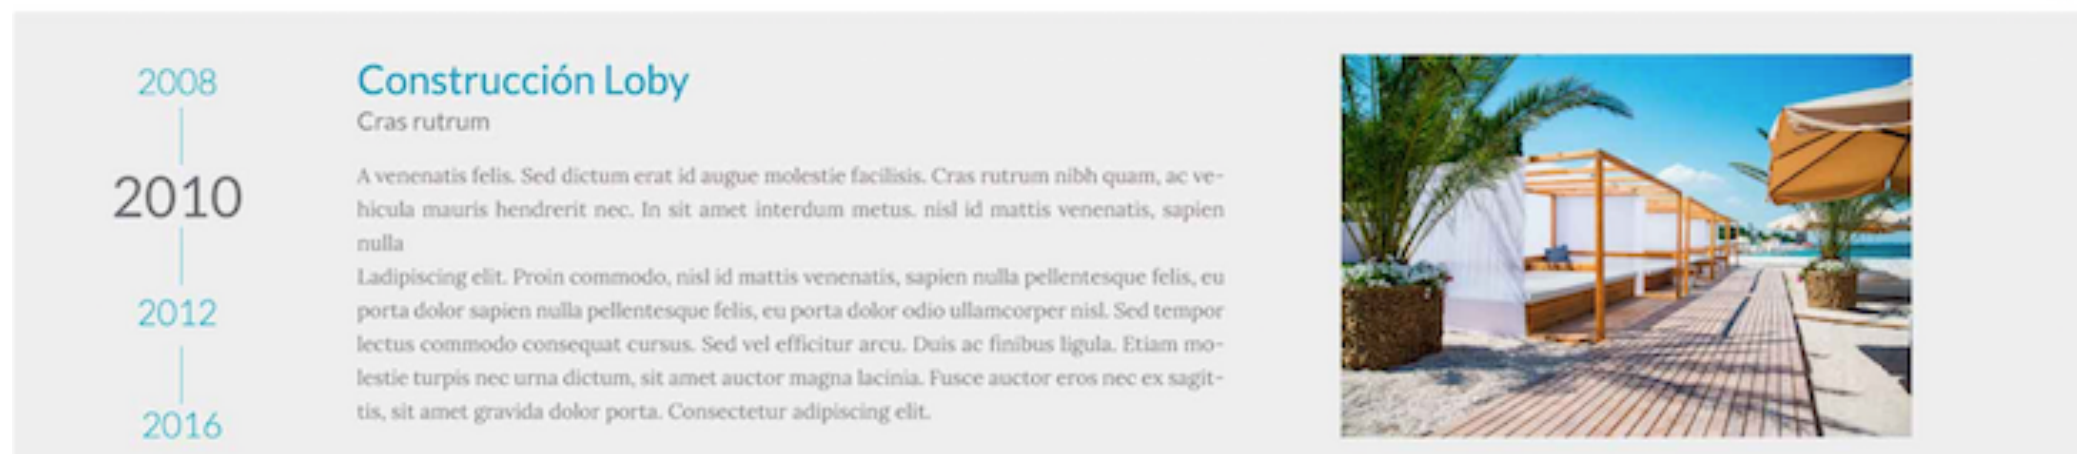 2008
2010
2012
2016
Construcción Loby
Cras rutrum
A venenatis felis. Sed dictum erat id augue molestie facilisis. Cras rutrum nibh quam, ac ve-
hicula mauris hendrerit nec. In sit amet interdum metus. nisl id mattis venenatis, sapien
nulla
Ladipiscing elit. Proin commodo, nisl id mattis venenatis, sapien nulla pellentesque felis, eu
porta dolor sapien nulla pellentesque felis, eu porta dolor odio ullamcorper nisl. Sed tempor
lectus commodo consequat cursus. Sed vel efficitur arcu. Duis ac finibus ligula. Etiam mo-
lestie turpis nec urna dictum, sit amet auctor magna lacinia. Fusce auctor eros nec ex sagit-
tis, sit amet gravida dolor porta. Consectetur adipiscing elit.